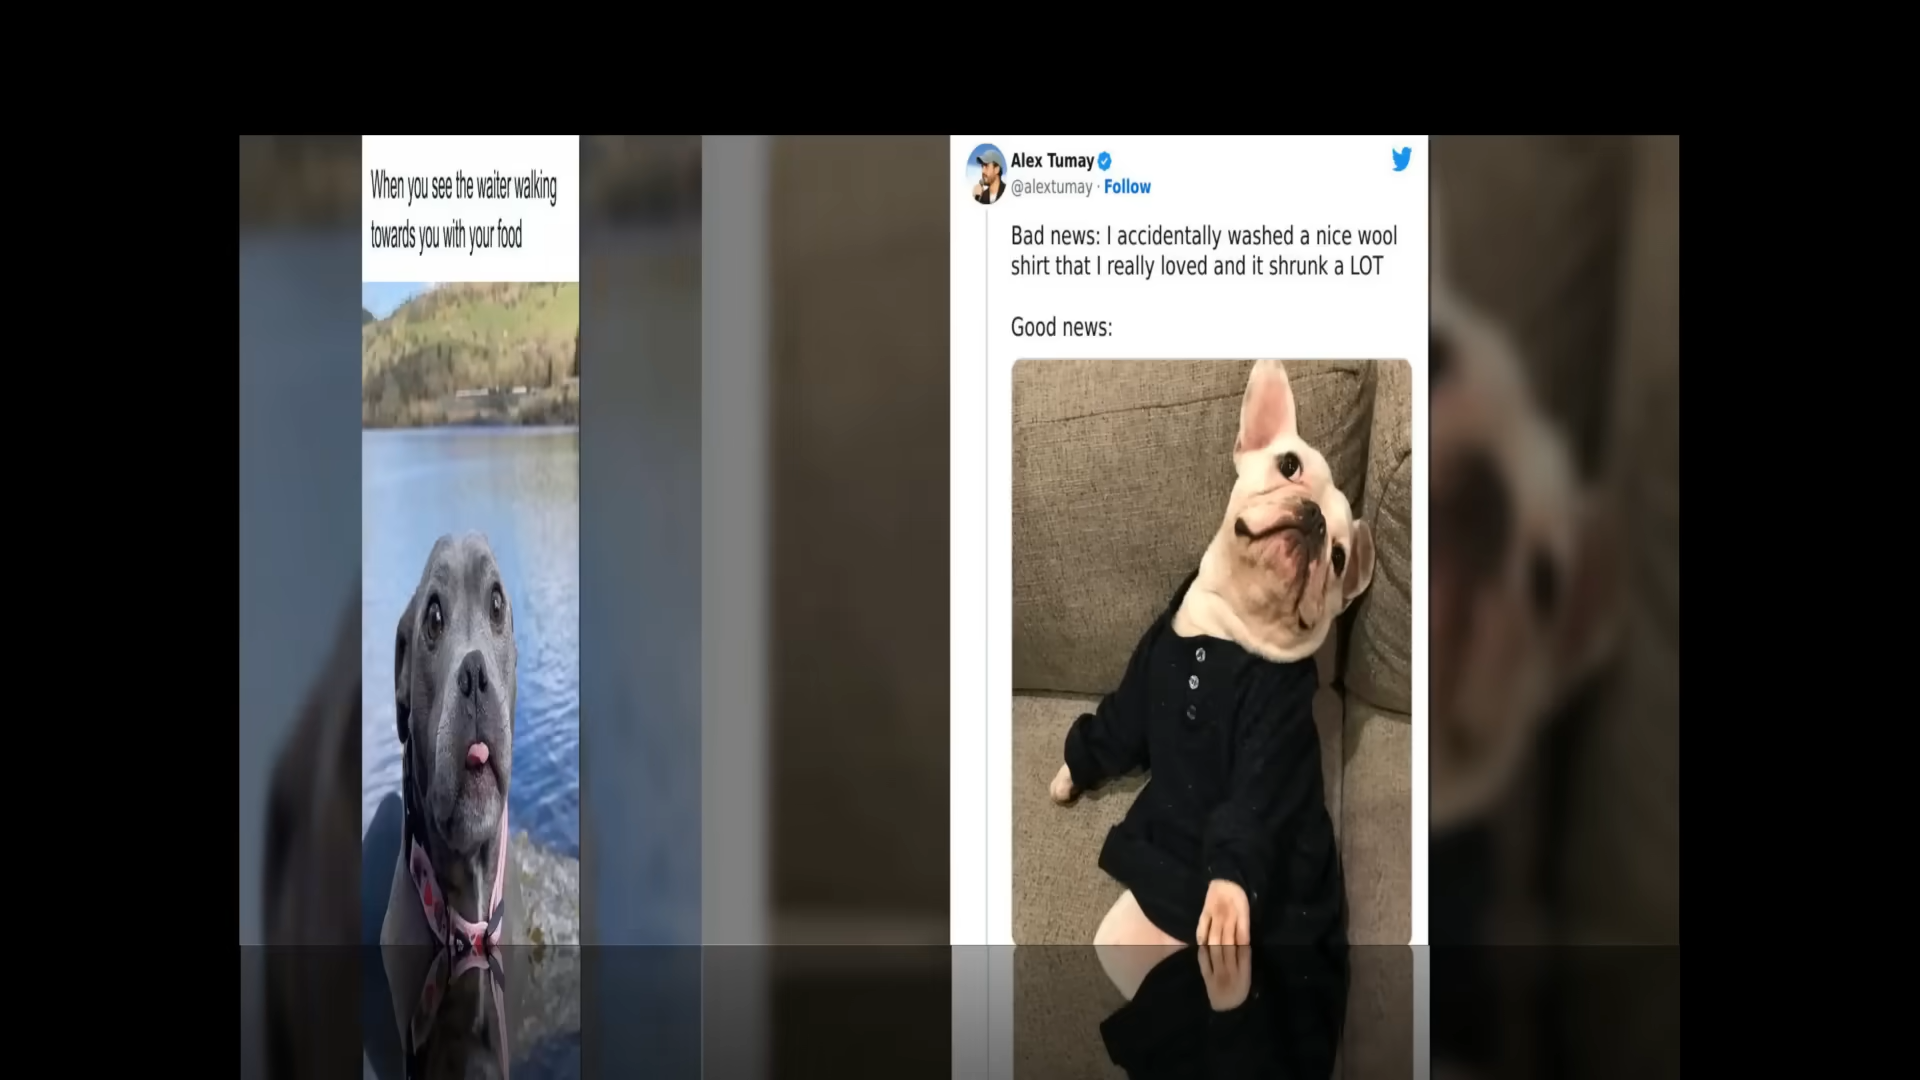 When you see the waiter walking
towards you with your food
Alex Tumay
@alextumay · Follow
Bad news: I accidentally washed a nice wool
shirt that I really loved and it shrunk a LOT
Good news: